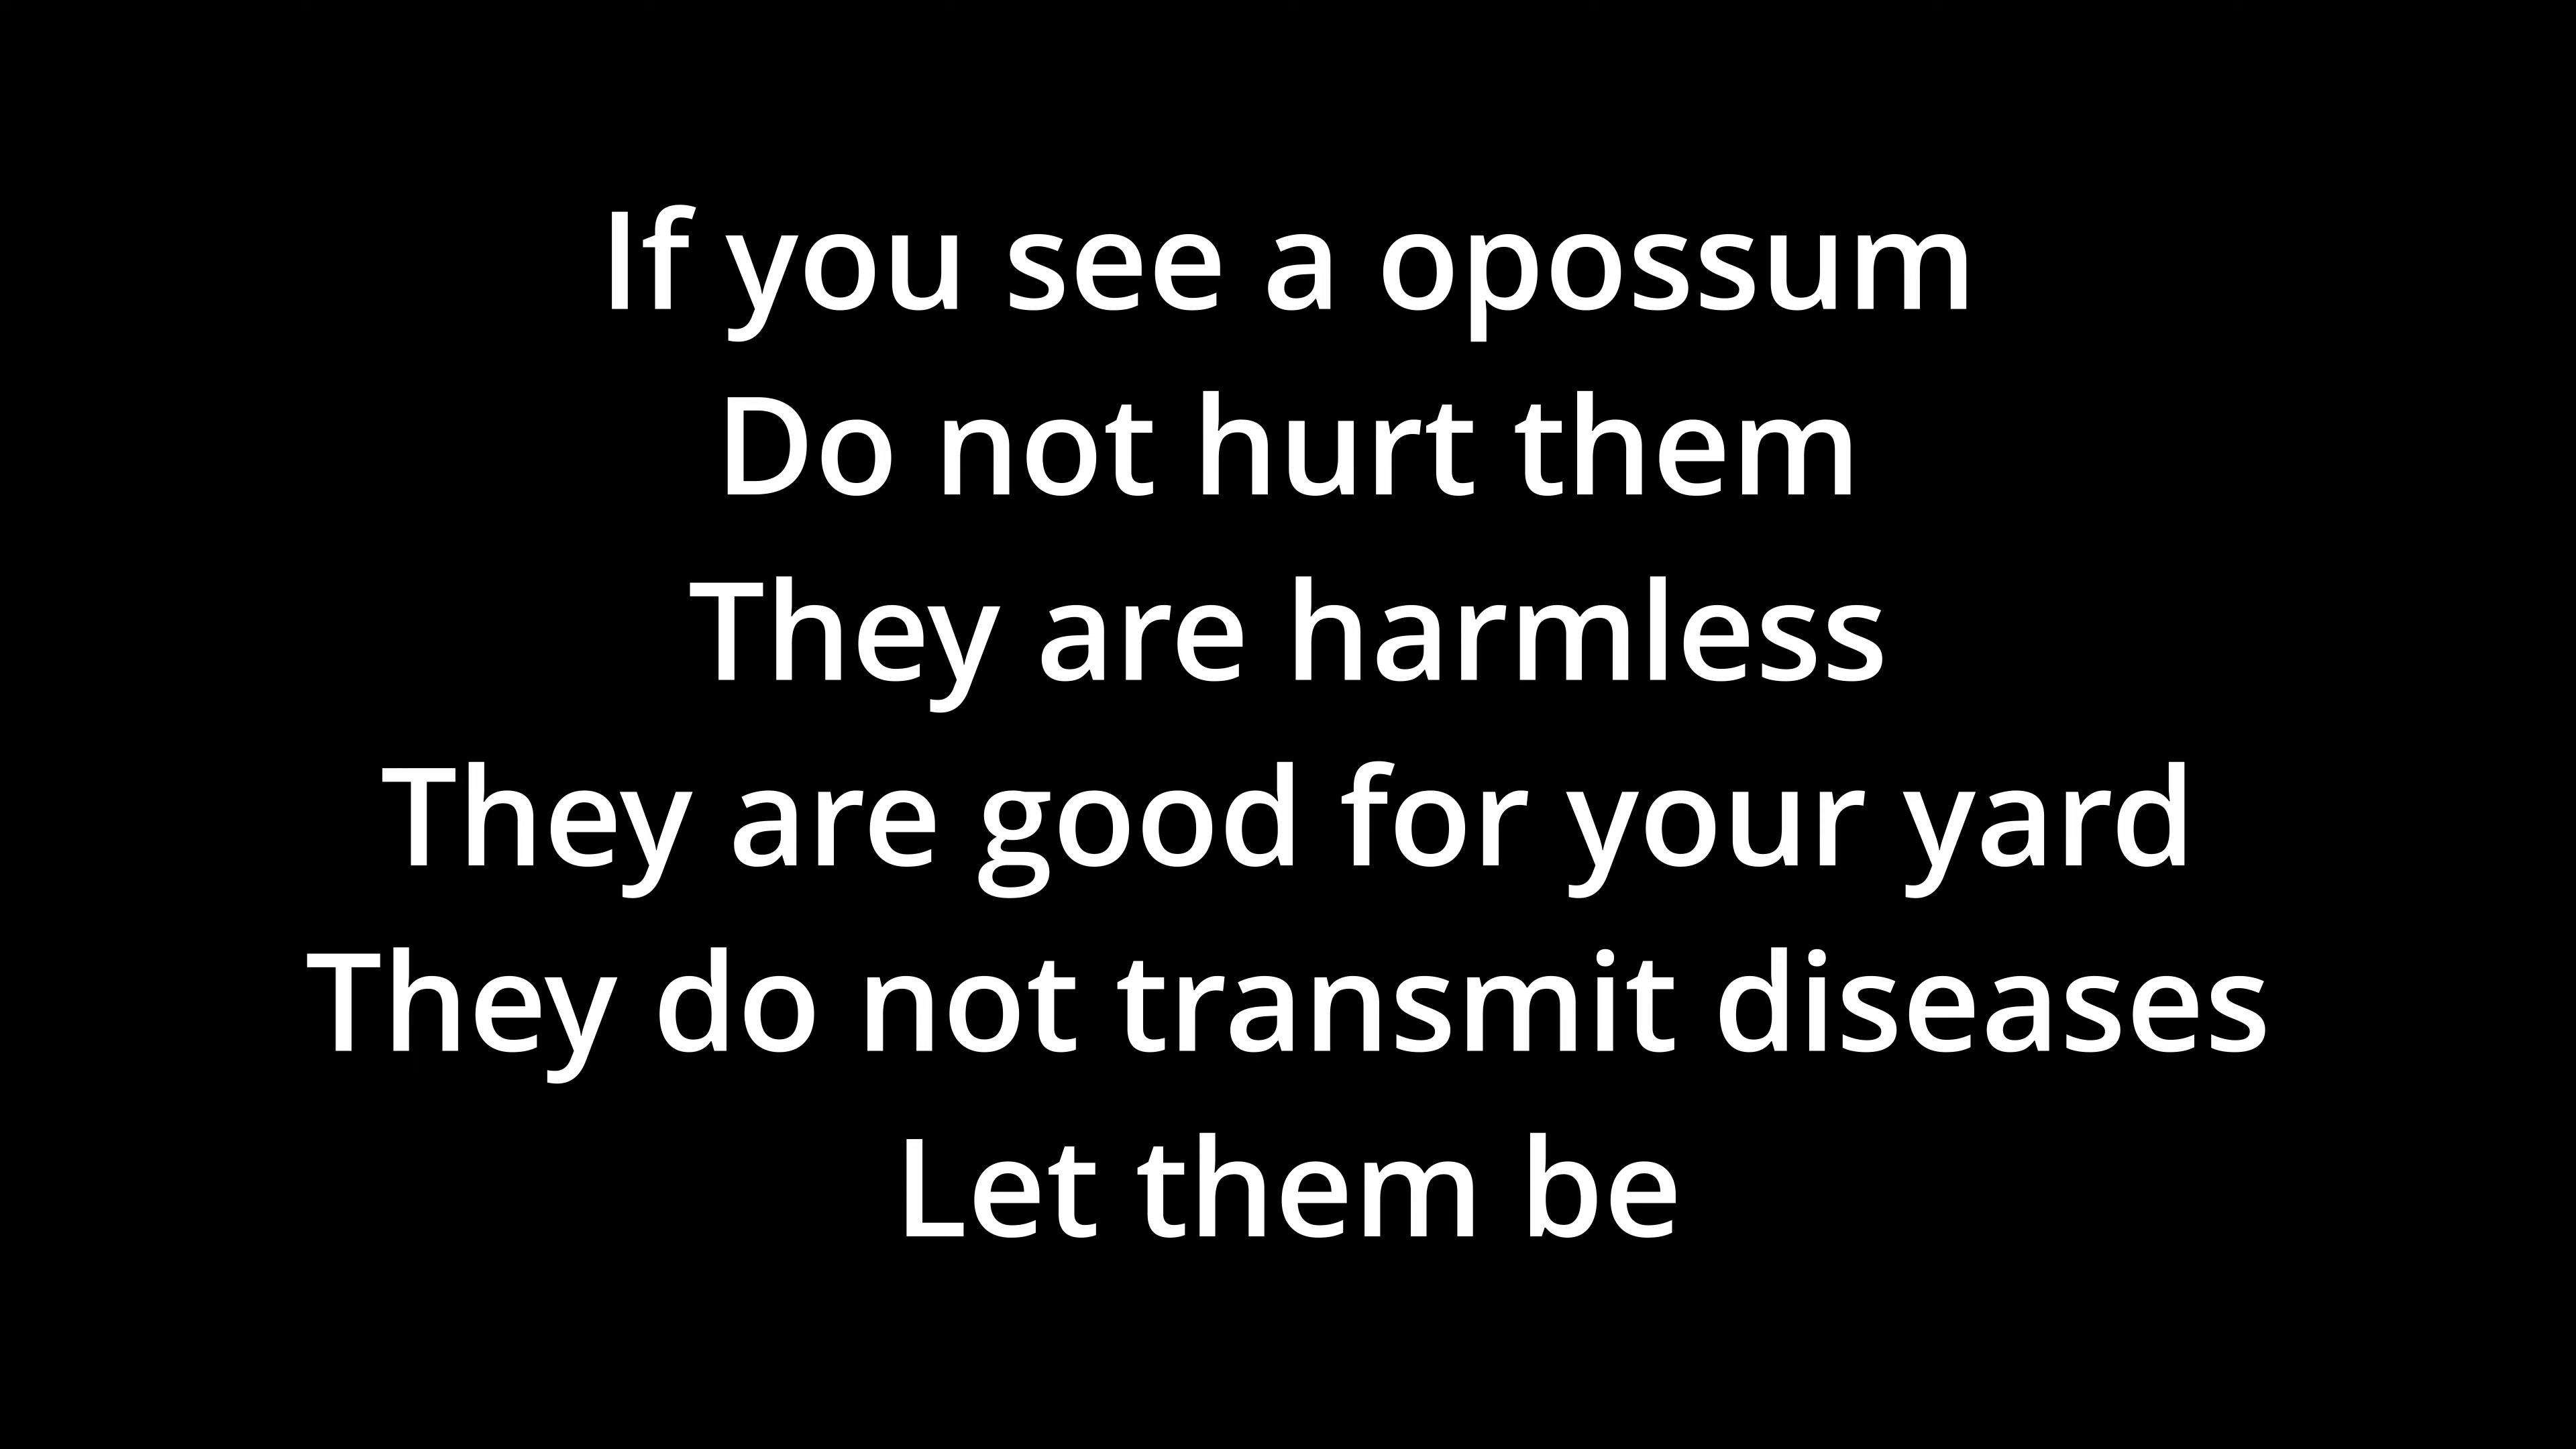 If you see a opossum
Do not hurt them
They are harmless
They are good for your yard
They do not transmit diseases
Let them be